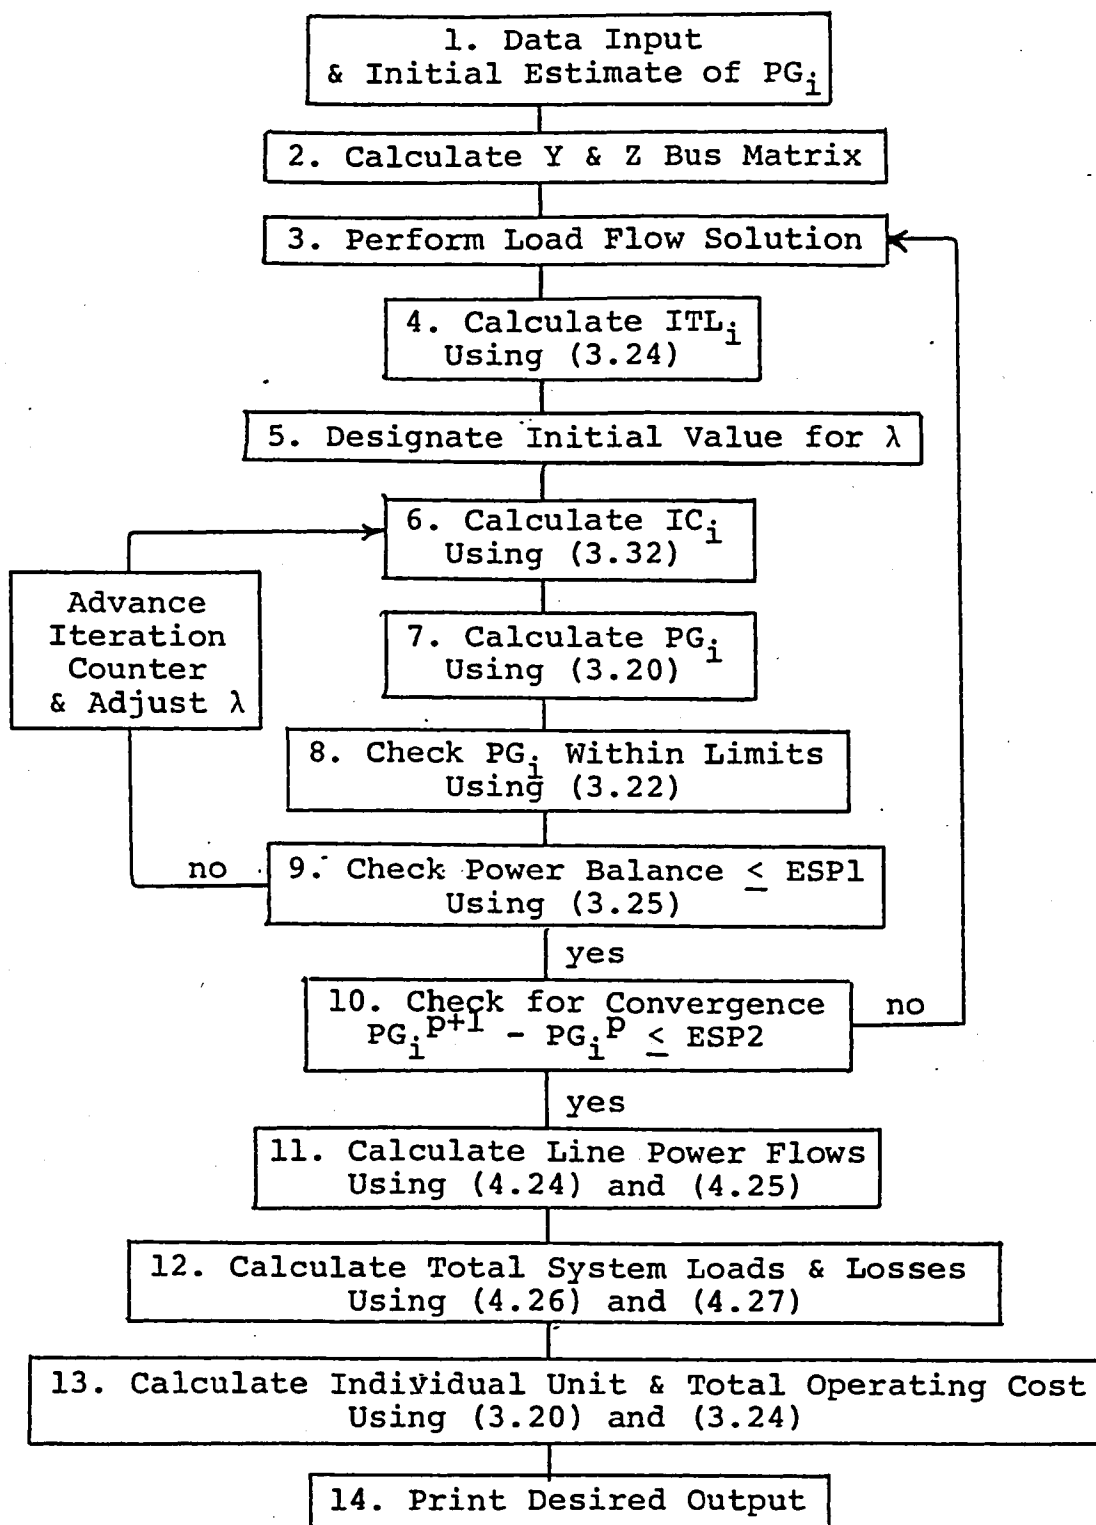 1. Data Input
& Initial Estimate of PGi
2. Calculate Y & Z Bus Matrix
3. Perform Load Flow Solution
4. Calculate ITLi
Using (3.24)
5. Designate Initial Value for λ
6. Calculate ICi
Using (3.32)
Advance
Iteration
Counter
& Adjust λ
7. Calculate PGi
Using (3.20)
8. Check PGi Within Limits
Using (3.22)
no
9. Check Power Balance ≤ ESP1
Using (3.25)
yes
10. Check for Convergence
PGi^p+1 - PGi^p ≤ ESP2
no
yes
11. Calculate Line Power Flows
Using (4.24) and (4.25)
12. Calculate Total System Loads & Losses
Using (4.26) and (4.27)
13. Calculate Individual Unit & Total Operating Cost
Using (3.20) and (3.24)
14. Print Desired Output